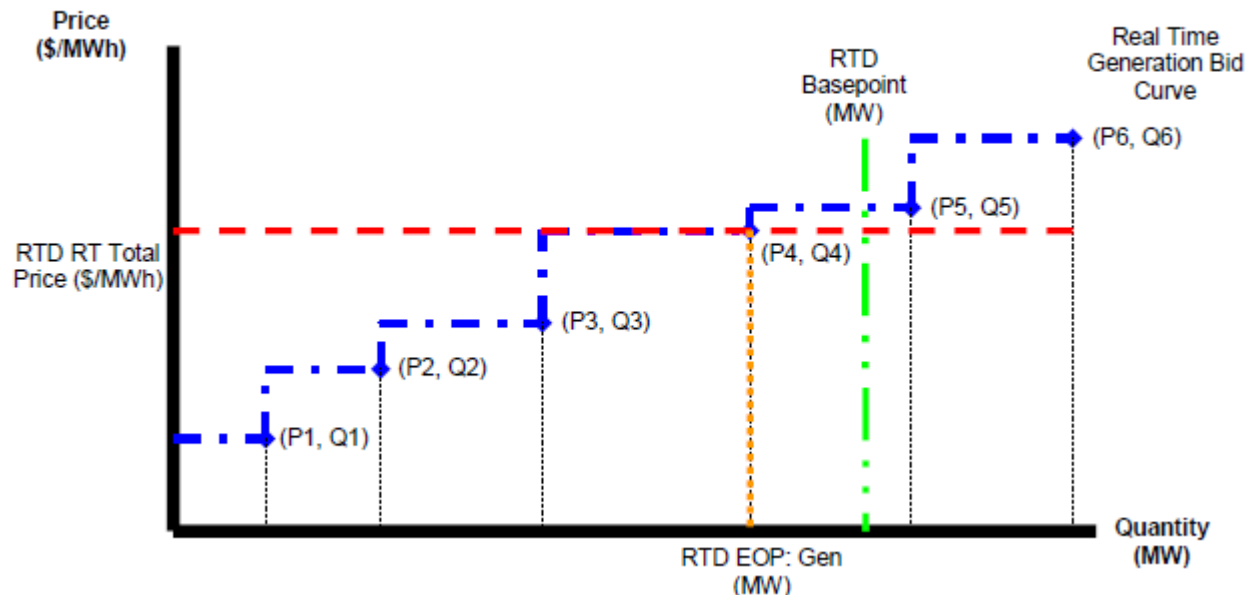 Price
($/MWh)
Real Time
Generation Bid
Curve
RTD
Basepoint
(MW)
(P6, Q6)
(P5, Q5)
RTD RT Total
Price ($/MWh)
(P4, Q4)
(P3, Q3)
(P2, Q2)
(P1, Q1)
Quantity
(MW)
RTD EOP: Gen
(MW)